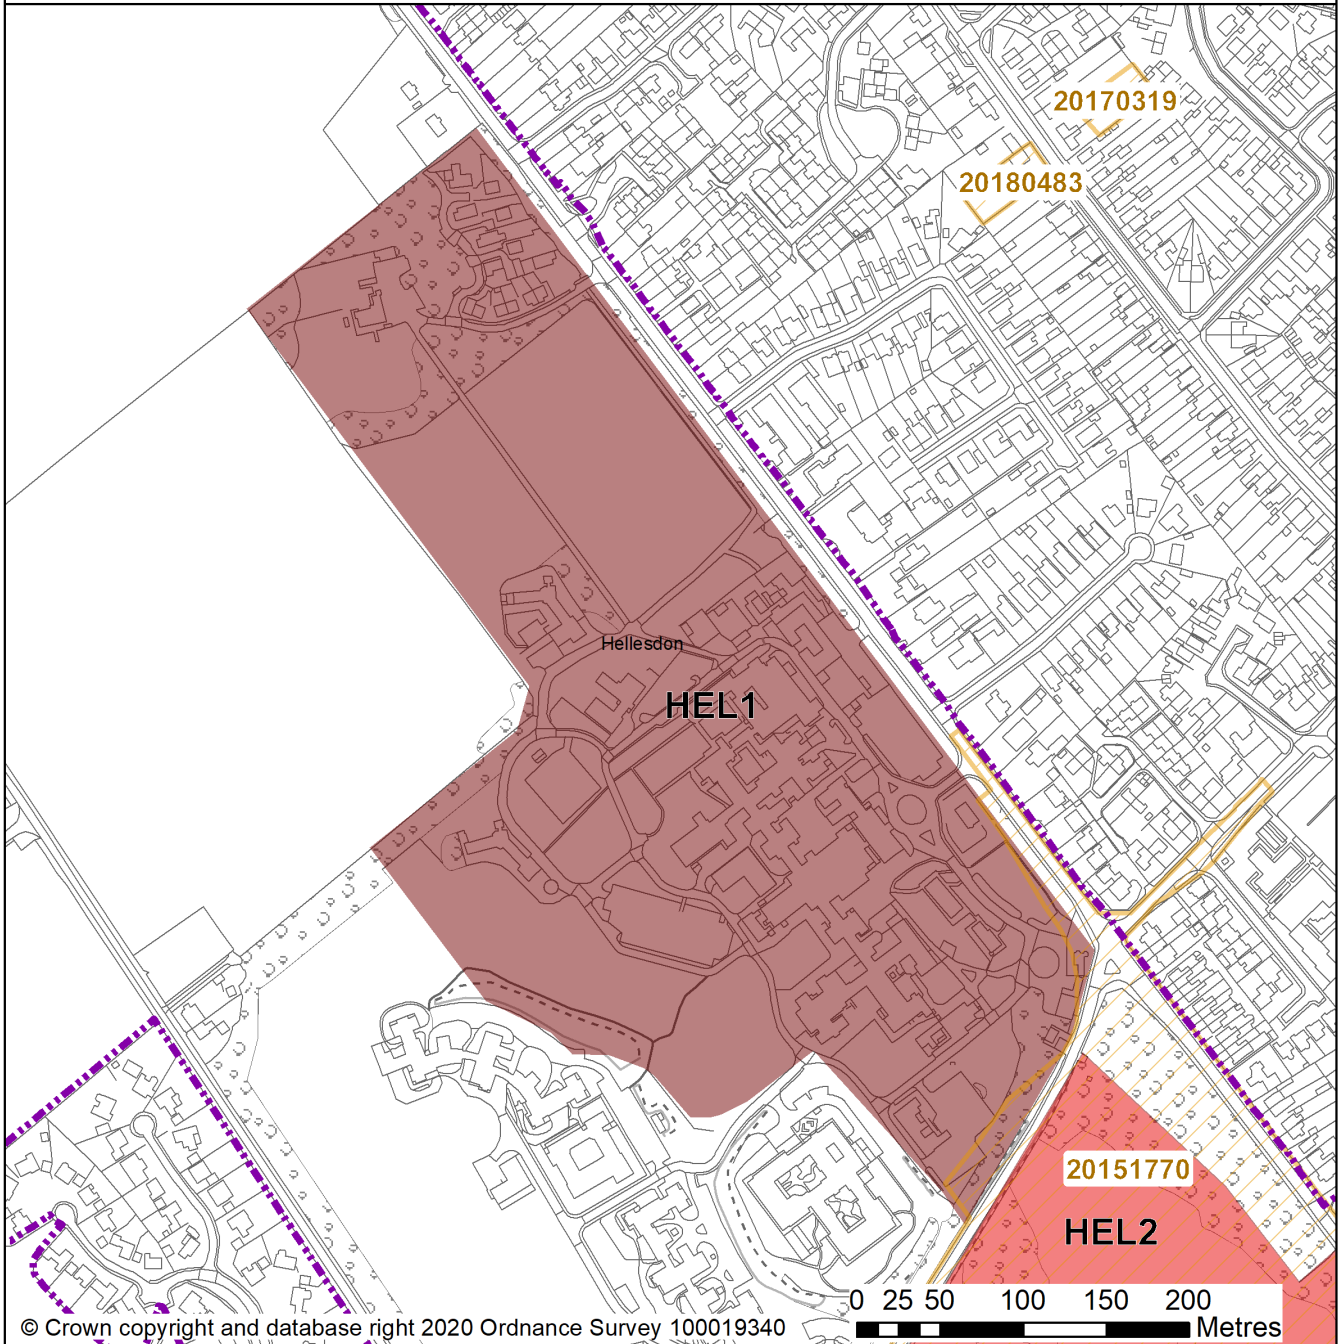 20170319
20180483
Hellesdon
HEL1
20151770
HEL2
0 25 50 100 150 200
Metres
© Crown copyright and database right 2020 Ordnance Survey 100019340